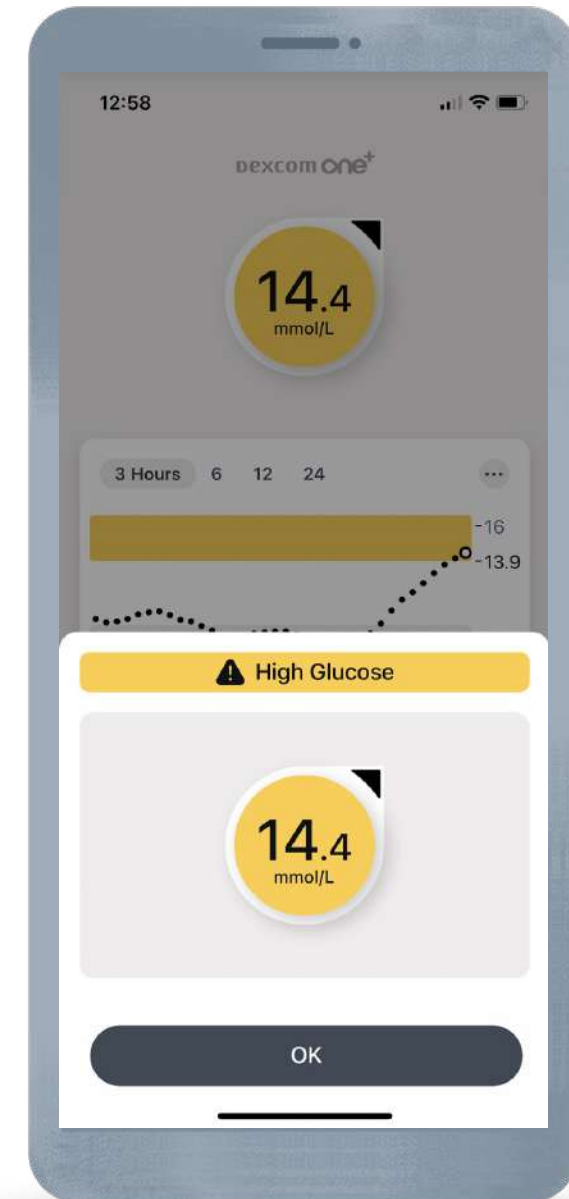 12:58
Dexcom one+
14.4
mmol/L
3 Hours 6 12 24
-16
-13.9
High Glucose
14.4
mmol/L
OK